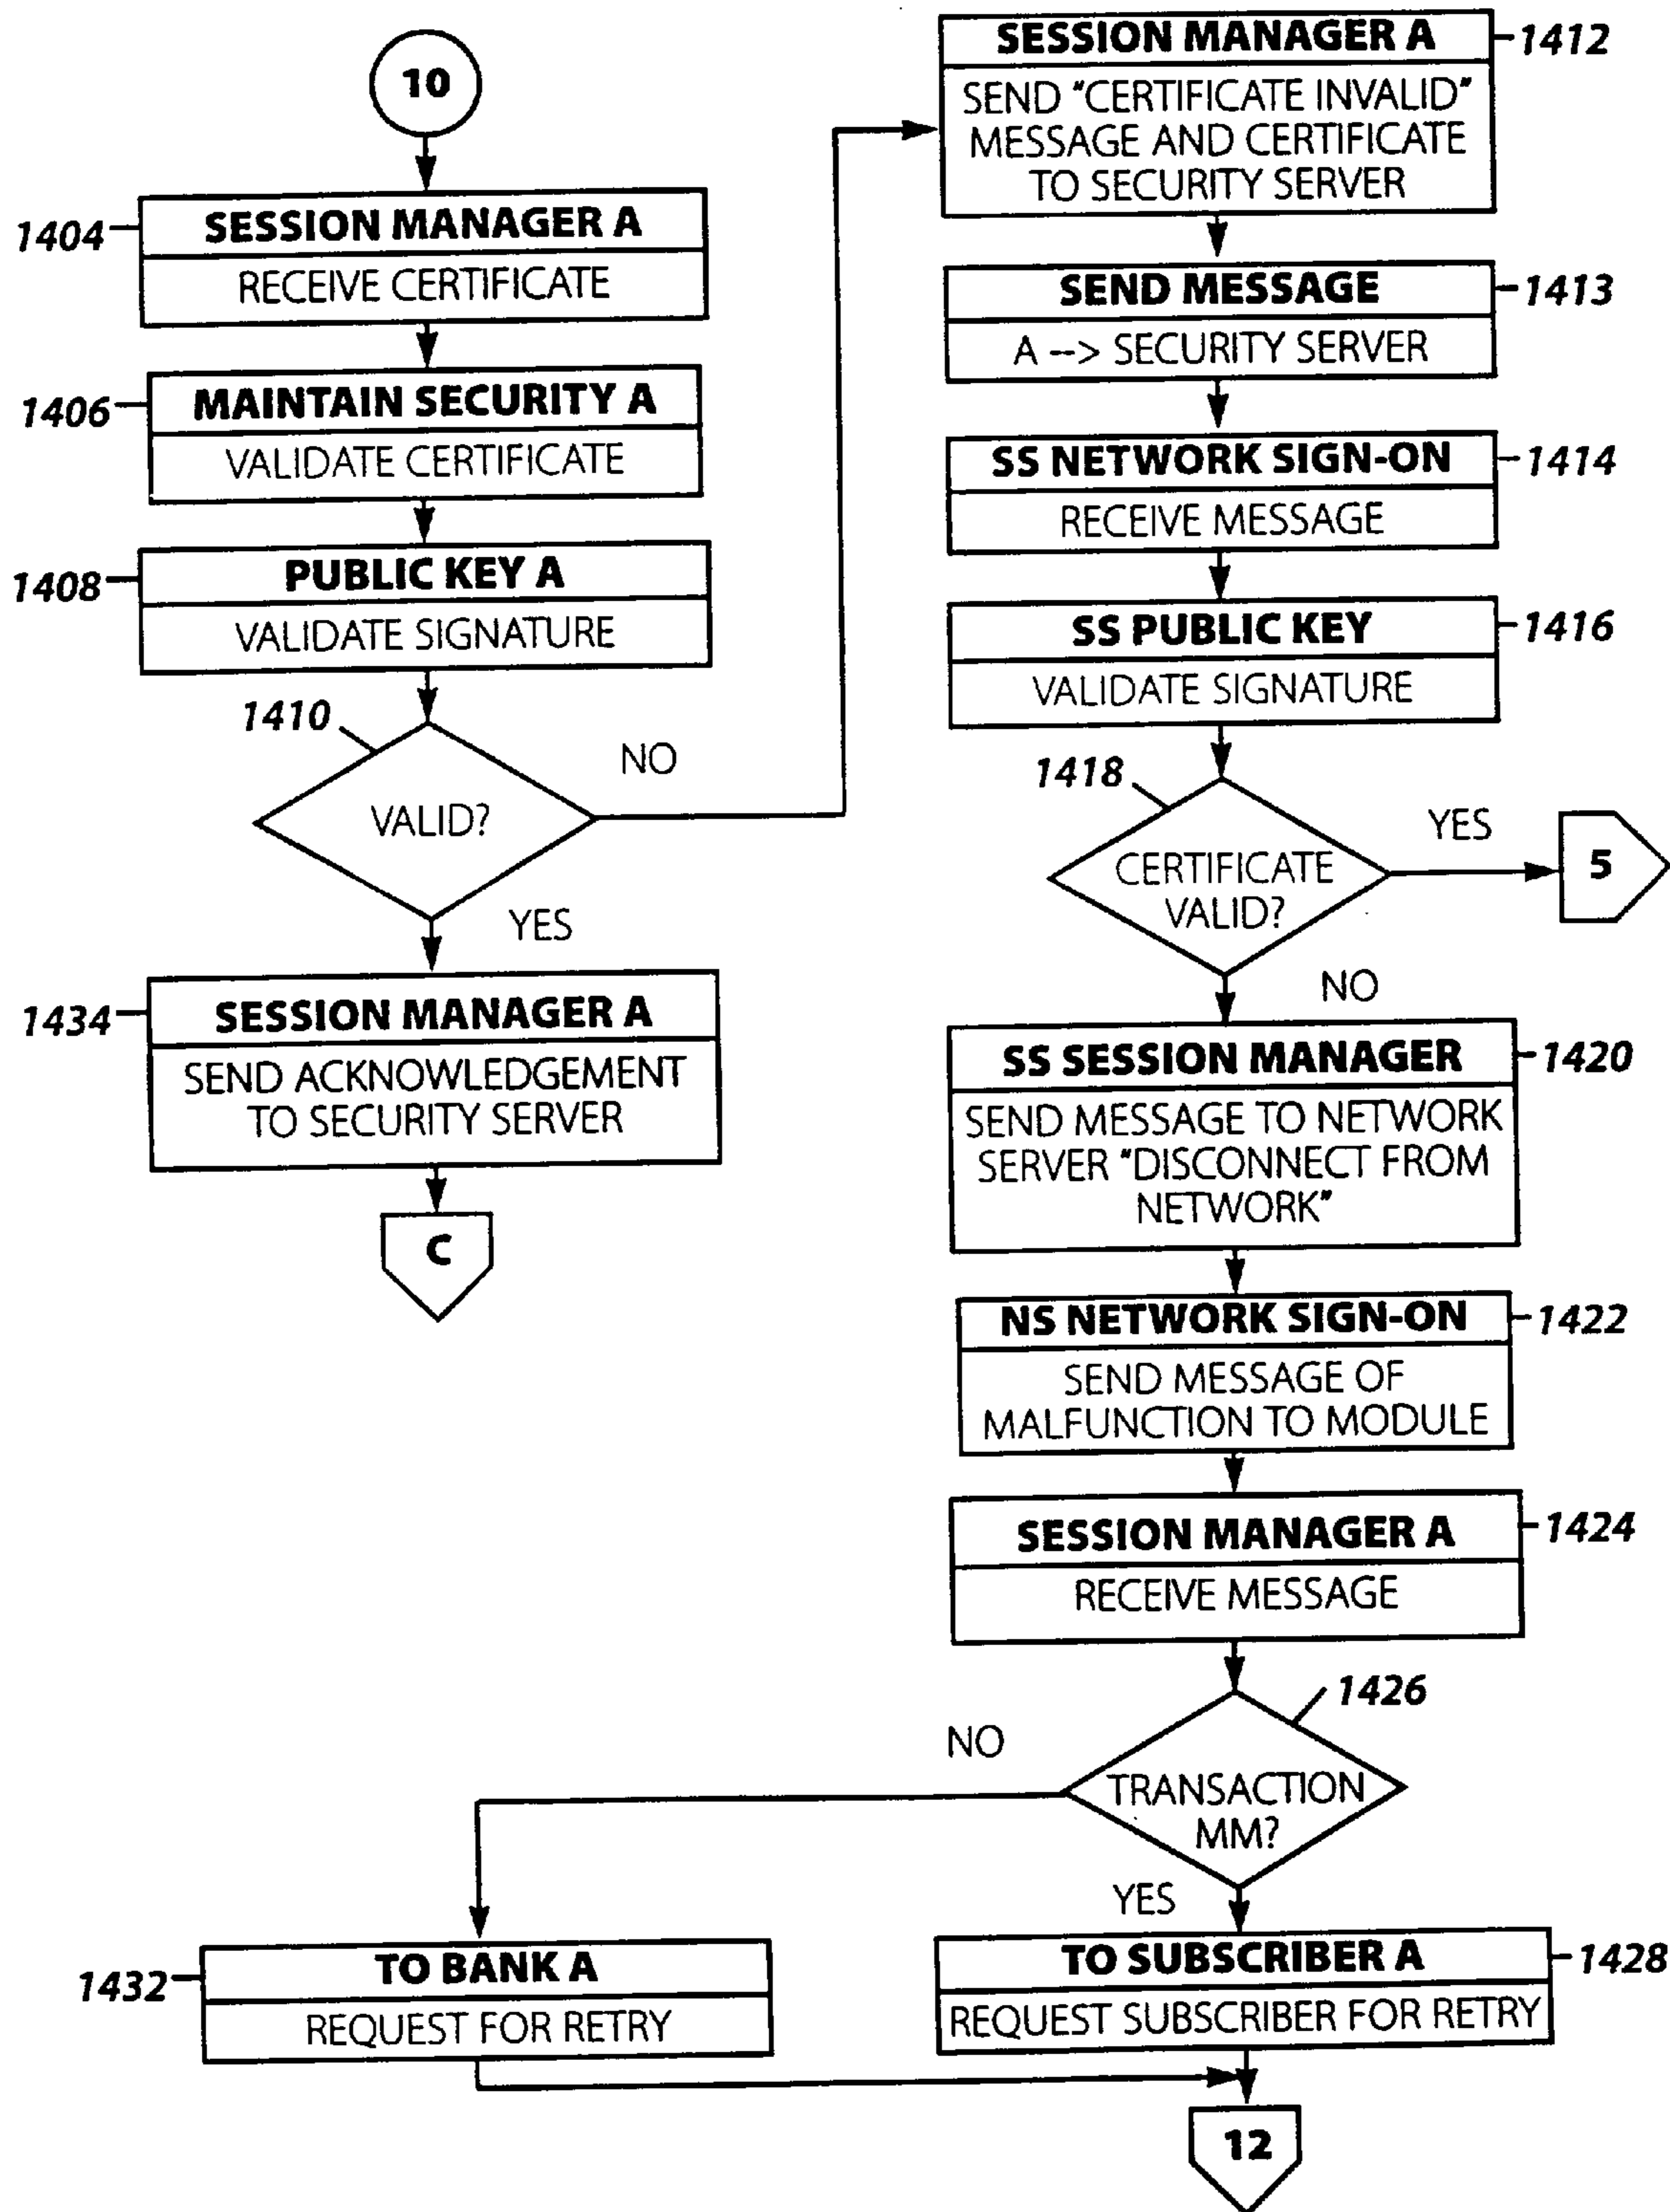 10
1404
SESSION MANAGER A
RECEIVE CERTIFICATE
1406
MAINTAIN SECURITY A
VALIDATE CERTIFICATE
1408
PUBLIC KEY A
VALIDATE SIGNATURE
1410
VALID?
NO
YES
1434
SESSION MANAGER A
SEND ACKNOWLEDGEMENT
TO SECURITY SERVER
C
SESSION MANAGER A
1412
SEND "CERTIFICATE INVALID"
MESSAGE AND CERTIFICATE
TO SECURITY SERVER
SEND MESSAGE
1413
A --> SECURITY SERVER
SS NETWORK SIGN-ON
1414
RECEIVE MESSAGE
SS PUBLIC KEY
1416
VALIDATE SIGNATURE
1418
CERTIFICATE
VALID?
YES
5
NO
SS SESSION MANAGER
1420
SEND MESSAGE TO NETWORK
SERVER "DISCONNECT FROM
NETWORK"
NS NETWORK SIGN-ON
1422
SEND MESSAGE OF
MALFUNCTION TO MODULE
SESSION MANAGER A
1424
RECEIVE MESSAGE
1426
TRANSACTION
MM?
NO
YES
1432
TO BANK A
REQUEST FOR RETRY
TO SUBSCRIBER A
1428
REQUEST SUBSCRIBER FOR RETRY
12